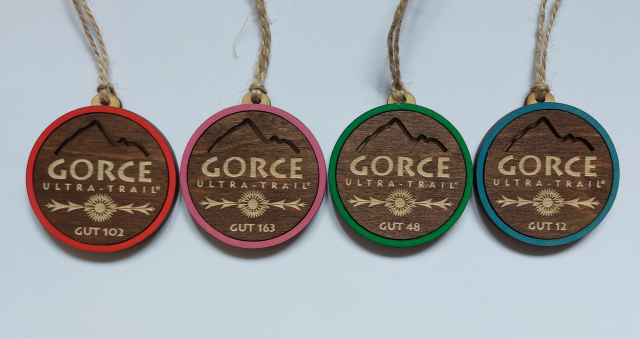 GORCE
ULTRA-TRAIL®
GUT 102
GORCE
ULTRA-TRAIL®
GUT 163
GORCE
ULTRA-TRAIL®
GUT 48
GORCE
ULTRA-TRAIL®
GUT 12